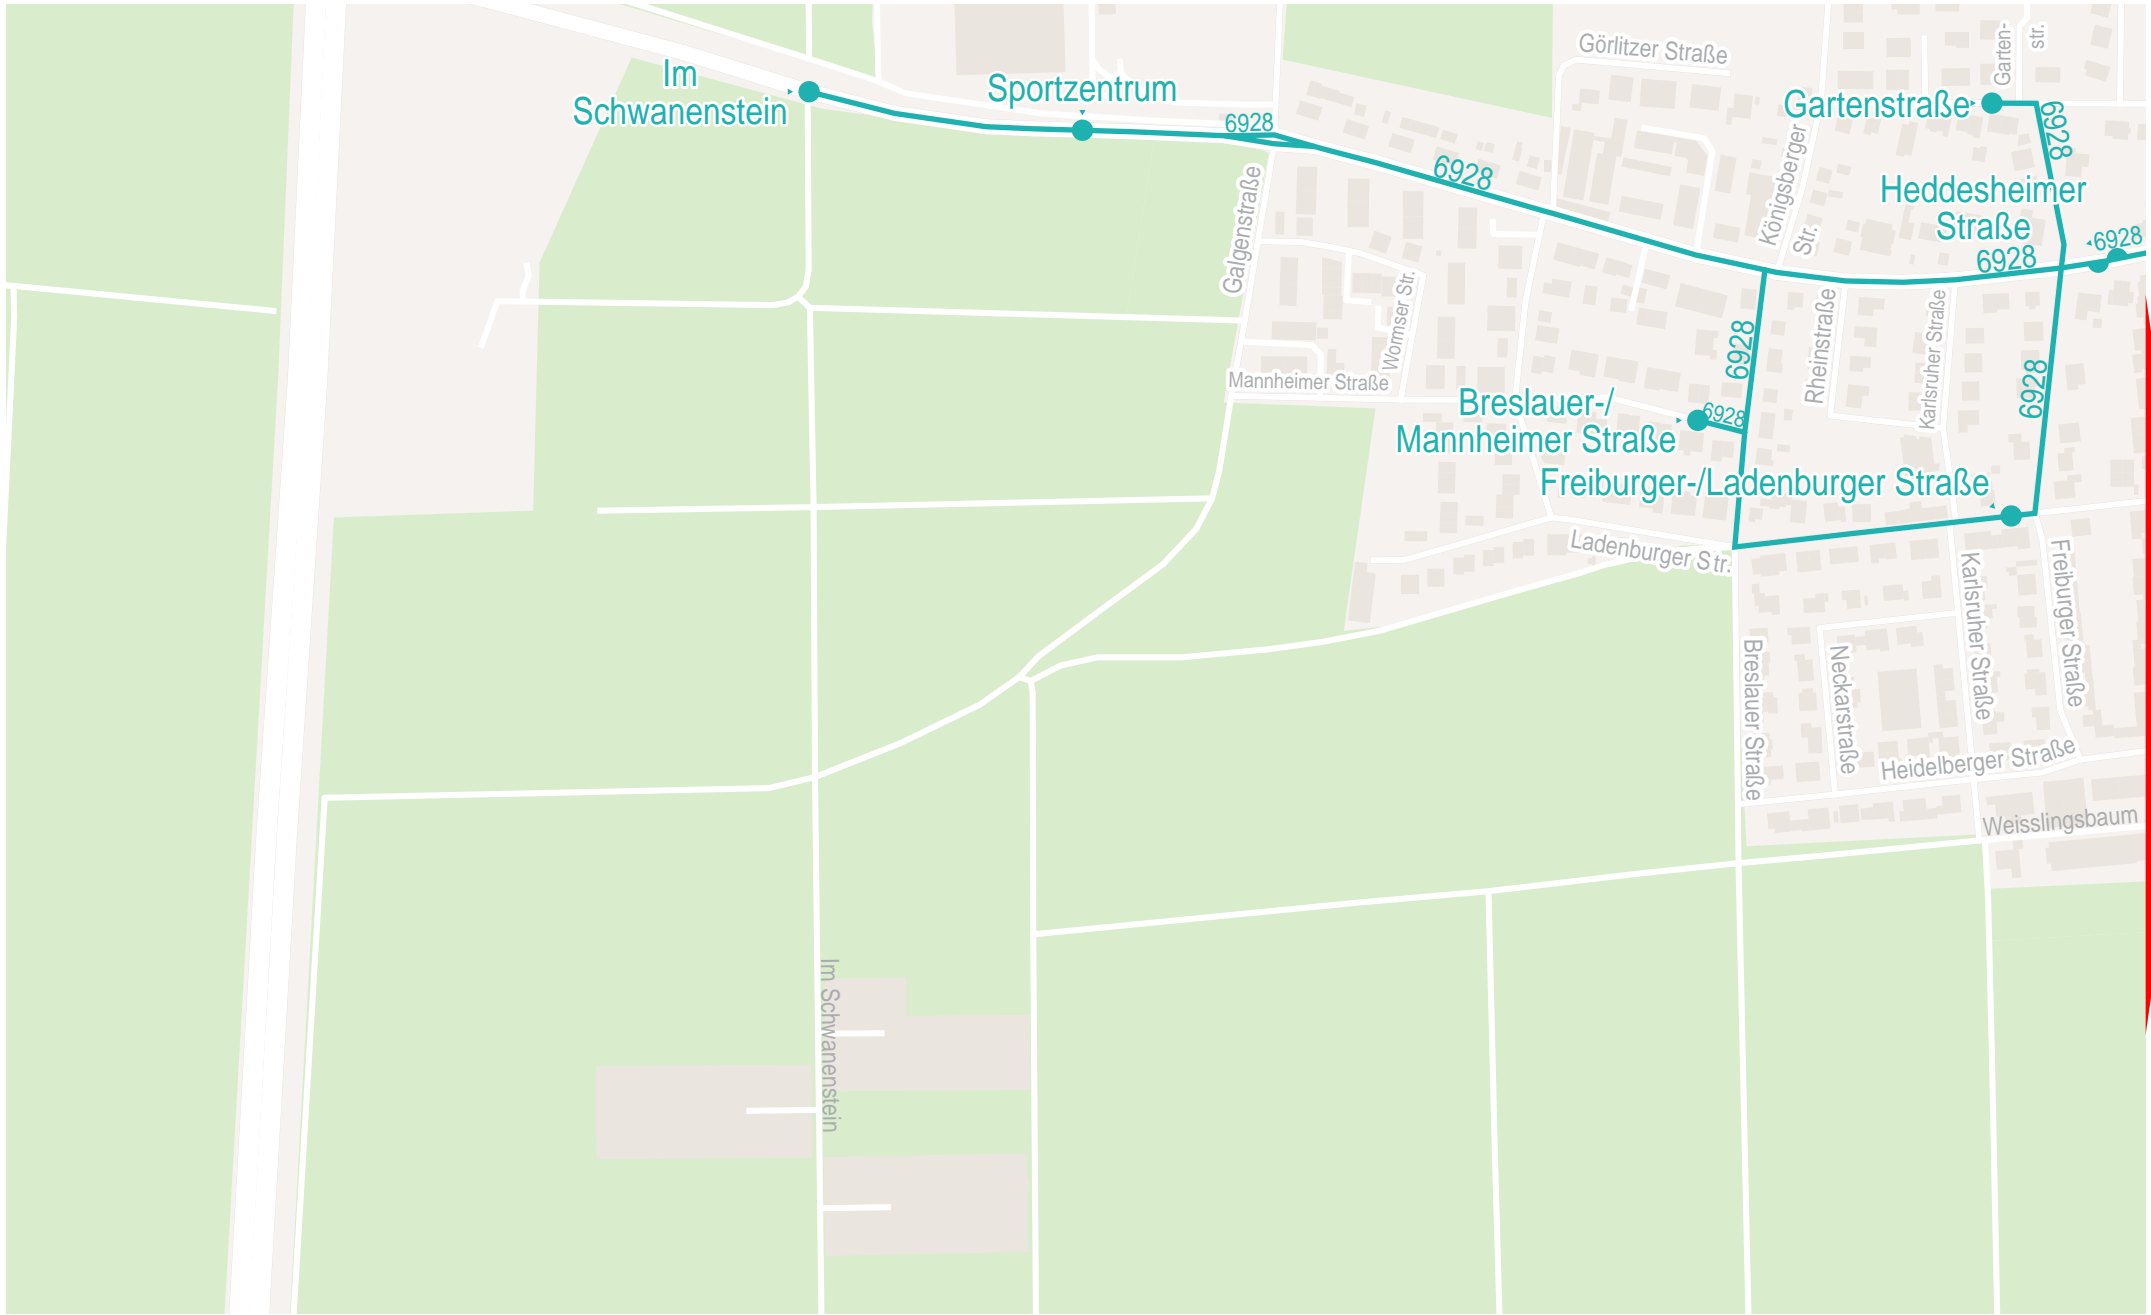 Görlitzer Straße
Garten-
str.
Im
Schwanenstein
Sportzentrum
Gartenstraße
6928
6928
6928
Königsberger
Str.
Heddesheimer
Straße
6928
6928
Galgenstraße
Wormser Str.
Mannheimer Straße
6928
Rheinstraße
Karlsruher Straße
6928
Breslauer-/
Mannheimer Straße
6928
Freiburger-/Ladenburger Straße
Ladenburger Str.
Karlsruher Straße
Freiburger Straße
Breslauer Straße
Neckarstraße
Heidelberger Straße
Weisslingsbaum
Im Schwanenstein